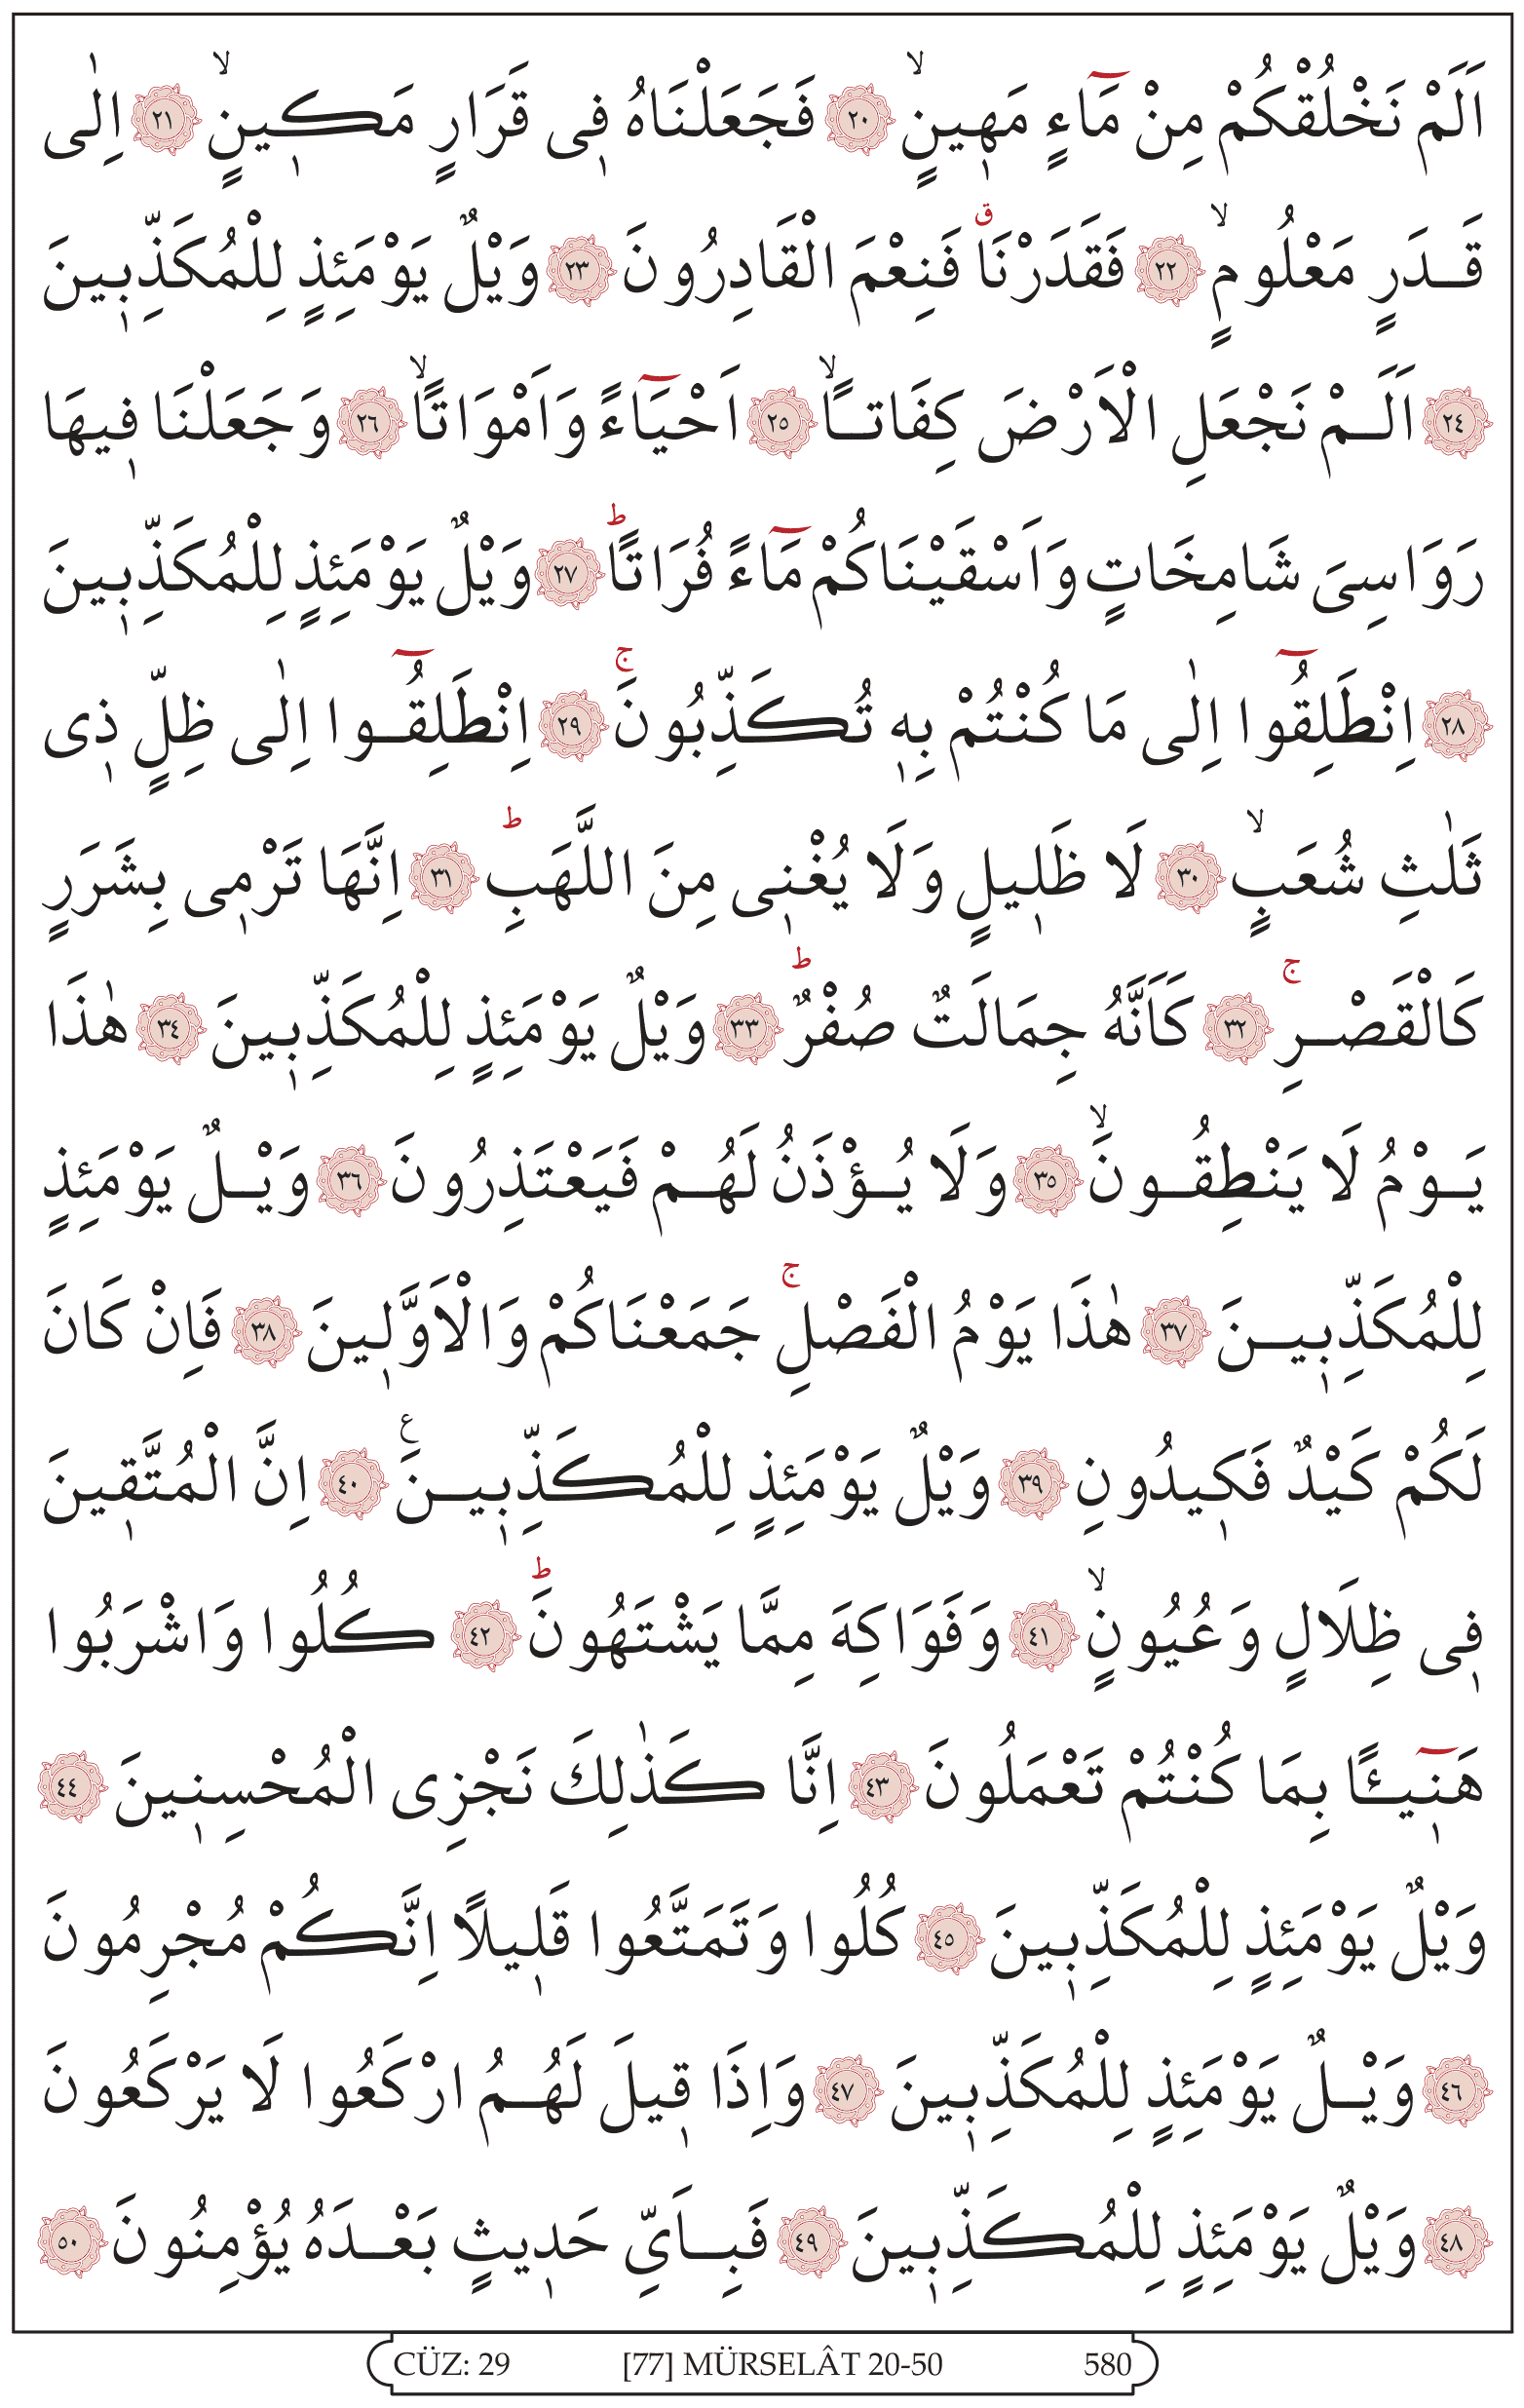 اَلَمْ نَخْلُقْكُمْ مِنْ مَٓاءٍ مَه۪ينٍۙ ﴿٢٠﴾ فَجَعَلْنَاهُ ف۪ى قَرَارٍ مَك۪ينٍۙ ﴿٢١﴾ اِلٰى
قَدَرٍ مَعْلُومٍۙ ﴿٢٢﴾ فَقَدَرْنَاۗ فَنِعْمَ الْقَادِرُونَ ﴿٢٣﴾ وَيْلٌ يَوْمَئِذٍ لِلْمُكَذِّب۪ينَ
﴿٢٤﴾ اَلَمْ نَجْعَلِ الْاَرْضَ كِفَاتاًۙ ﴿٢٥﴾ اَحْيَٓاءً وَاَمْوَاتاًۙ ﴿٢٦﴾ وَجَعَلْنَا ف۪يهَا
رَوَاسِىَ شَامِخَاتٍ وَاَسْقَيْنَاكُمْ مَٓاءً فُرَاتاًۜ ﴿٢٧﴾ وَيْلٌ يَوْمَئِذٍ لِلْمُكَذِّب۪ينَ
﴿٢٨﴾ اِنْطَلِقُٓوا اِلٰى مَا كُنْتُمْ بِه۪ تُكَذِّبُونَۚ ﴿٢٩﴾ اِنْطَلِقُٓوا اِلٰى ظِلٍّ ذ۪ى
ثَلٰثِ شُعَبٍۙ ﴿٣٠﴾ لَا ظَل۪يلٍ وَلَا يُغْن۪ى مِنَ اللَّهَبِۜ ﴿٣١﴾ اِنَّهَا تَرْم۪ى بِشَرَرٍ
كَالْقَصْرِۚ ﴿٣٢﴾ كَاَنَّهُ جِمَالَتٌ صُفْرٌۜ ﴿٣٣﴾ وَيْلٌ يَوْمَئِذٍ لِلْمُكَذِّب۪ينَ ﴿٣٤﴾ هٰذَا
يَوْمُ لَا يَنْطِقُونَۙ ﴿٣٥﴾ وَلَا يُؤْذَنُ لَهُمْ فَيَعْتَذِرُونَ ﴿٣٦﴾ وَيْلٌ يَوْمَئِذٍ
لِلْمُكَذِّب۪ينَ ﴿٣٧﴾ هٰذَا يَوْمُ الْفَصْلِۚ جَمَعْنَاكُمْ وَالْاَوَّل۪ينَ ﴿٣٨﴾ فَاِنْ كَانَ
لَكُمْ كَيْدٌ فَك۪يدُونِ ﴿٣٩﴾ وَيْلٌ يَوْمَئِذٍ لِلْمُكَذِّب۪ينَ۟ ع ﴿٤٠﴾ اِنَّ الْمُتَّق۪ينَ
ف۪ى ظِلَالٍ وَعُيُونٍۙ ﴿٤١﴾ وَفَوَاكِهَ مِمَّا يَشْتَهُونَۜ ﴿٤٢﴾ كُلُوا وَاشْرَبُوا
هَن۪ٓيـًٔا بِمَا كُنْتُمْ تَعْمَلُونَ ﴿٤٣﴾ اِنَّا كَذٰلِكَ نَجْزِى الْمُحْسِن۪ينَ ﴿٤٤﴾
وَيْلٌ يَوْمَئِذٍ لِلْمُكَذِّب۪ينَ ﴿٤٥﴾ كُلُوا وَتَمَتَّعُوا قَل۪يلًا اِنَّكُمْ مُجْرِمُونَ
﴿٤٦﴾ وَيْلٌ يَوْمَئِذٍ لِلْمُكَذِّب۪ينَ ﴿٤٧﴾ وَاِذَا ق۪يلَ لَهُمُ ارْكَعُوا لَا يَرْكَعُونَ
﴿٤٨﴾ وَيْلٌ يَوْمَئِذٍ لِلْمُكَذِّب۪ينَ ﴿٤٩﴾ فَبِاَىِّ حَد۪يثٍ بَعْدَهُ يُؤْمِنُونَ ﴿٥٠﴾
CÜZ: 29 [77] MÜRSELÂT 20-50 580